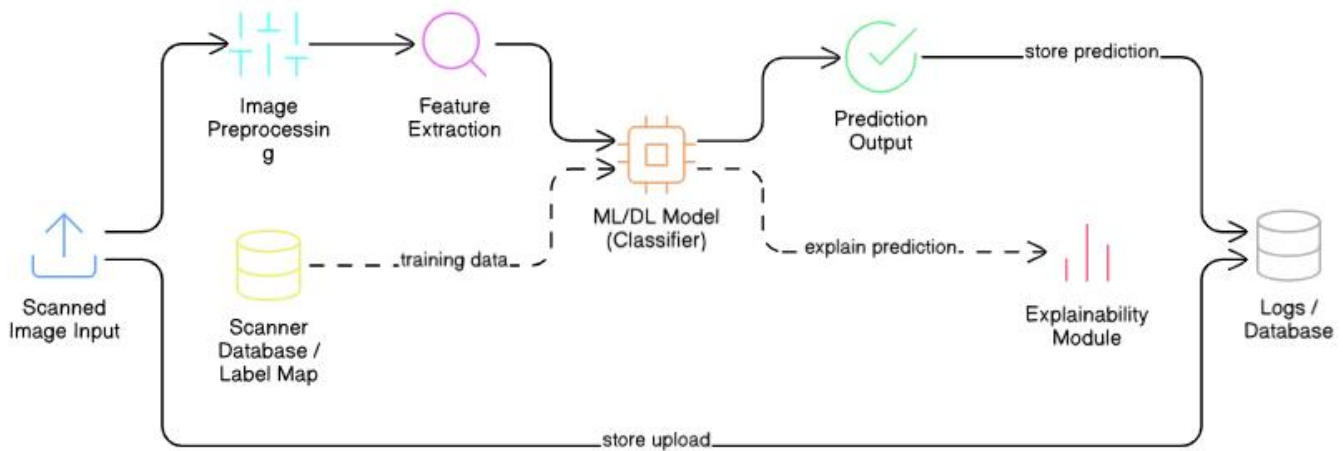 store prediction
Image
Preprocessin
g
Feature
Extraction
Prediction
Output
ML/DL Model
(Classifier)
training data
explain prediction
Scanned
Image Input
Scanner
Database /
Label Map
Explainability
Module
Logs /
Database
store upload